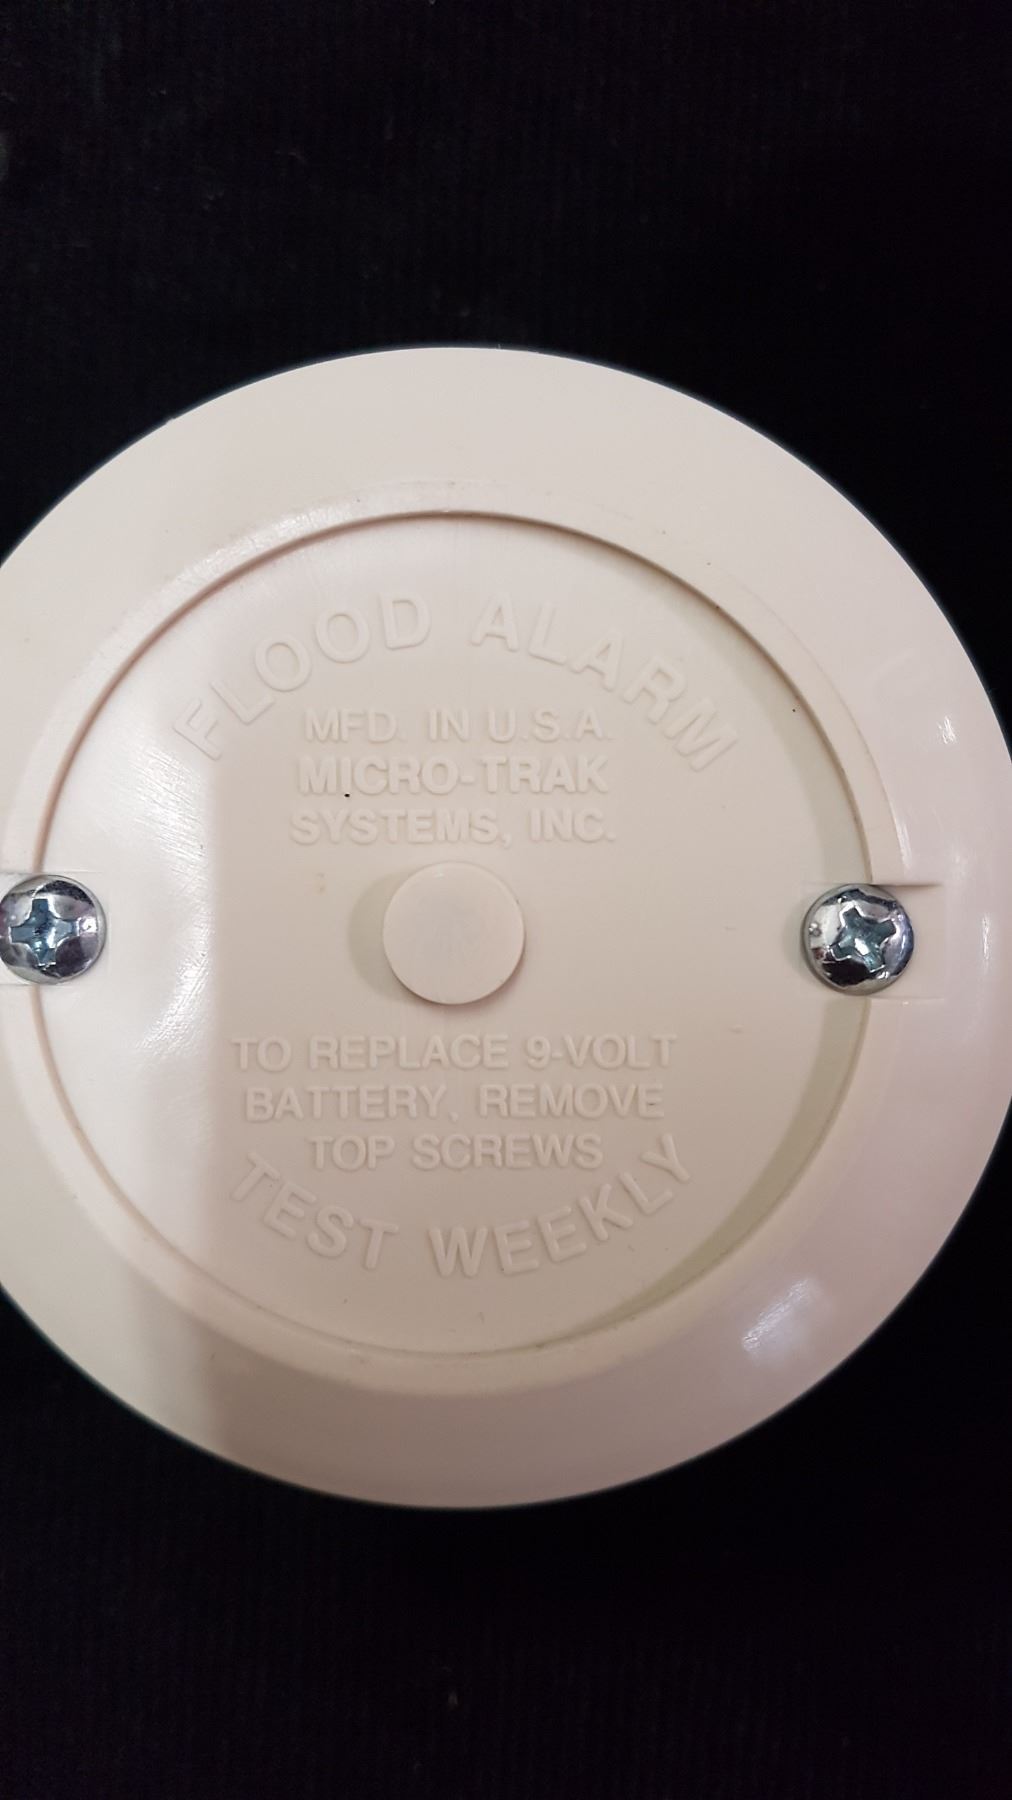 FLOOD ALARM
MFD. IN U.S.A.
MICRO-TRAK
SYSTEMS, INC.
TO REPLACE 9-VOLT
BATTERY, REMOVE
TOP SCREWS
TEST WEEKLY